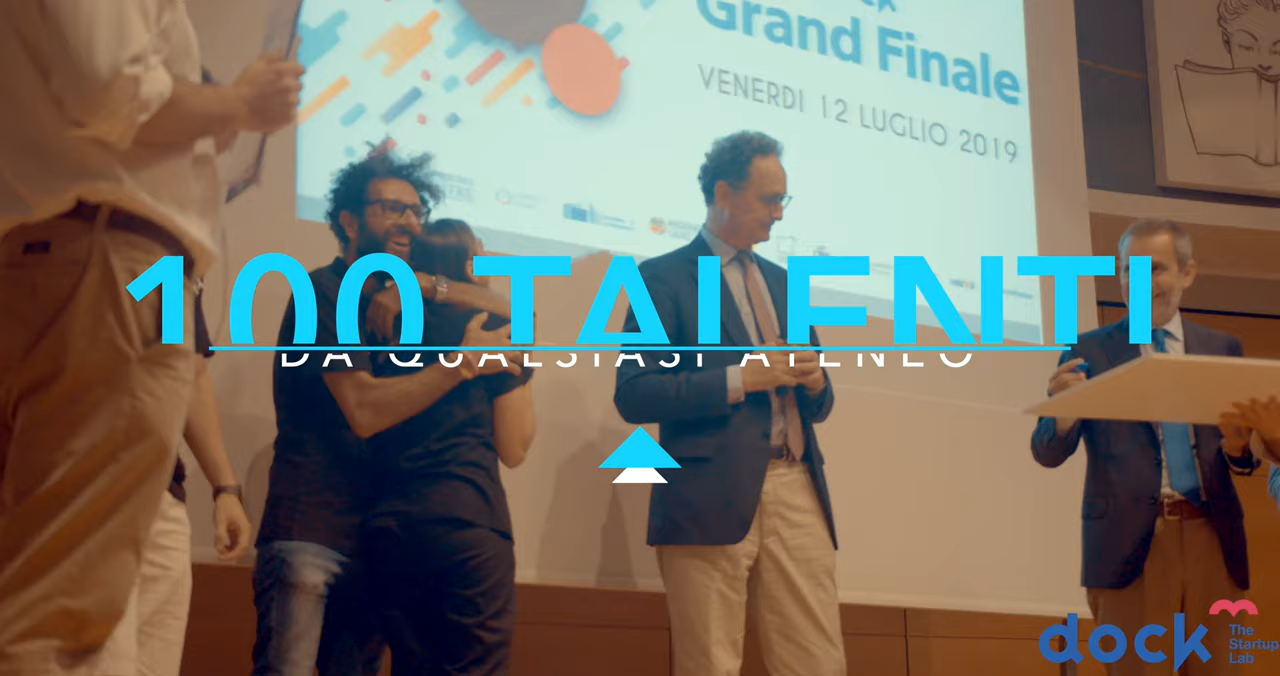 Grand Finale
VENERDI 12 LUGLIO 2019
100 TALENTI
DA QUALSIASI ATENEO
dock
The
Startup
Lab